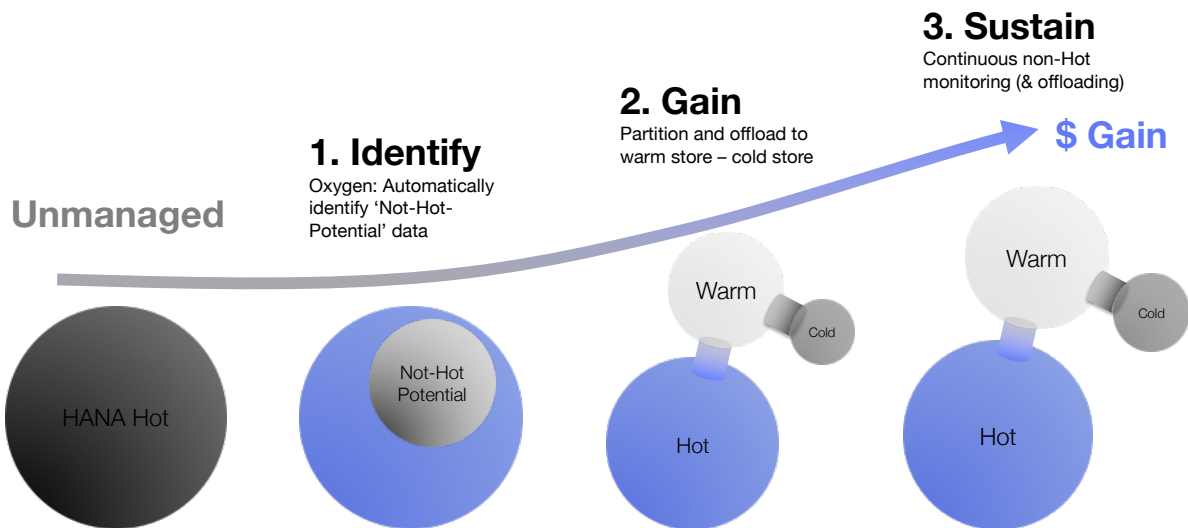 Unmanaged
HANA Hot
1. Identify
Oxygen: Automatically
identify ‘Not-Hot-
Potential’ data
Not-Hot
Potential
2. Gain
Partition and offload to
warm store – cold store
Warm
Cold
Hot
3. Sustain
Continuous non-Hot
monitoring (& offloading)
$ Gain
Warm
Cold
Hot